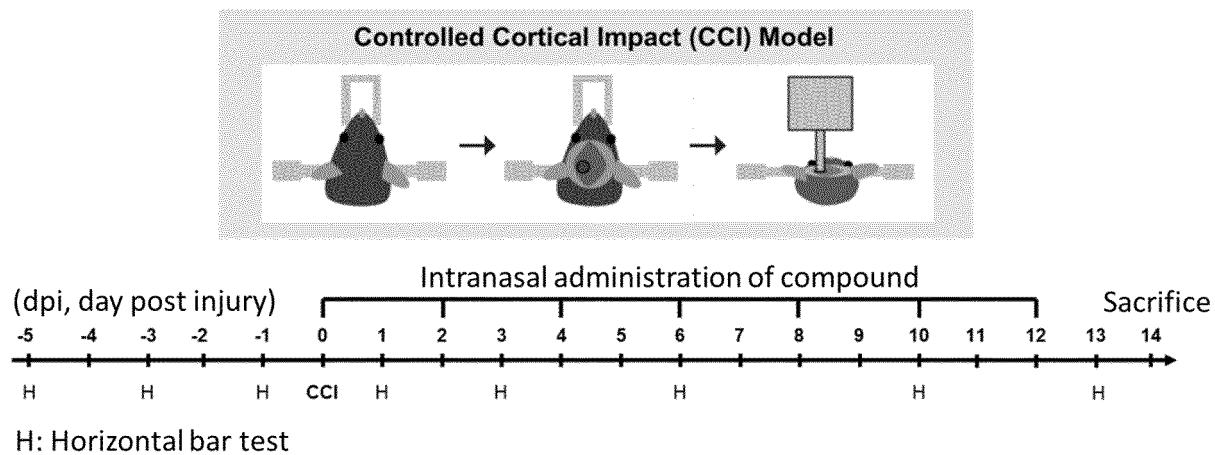 Controlled Cortical Impact (CCI) Model
Intranasal administration of compound
(dpi, day post injury) Sacrifice
-5 -4 -3 -2 -1 0 1 2 3 4 5 6 7 8 9 10 11 12 13 14
H H H CCI H H H H H
H: Horizontal bar test